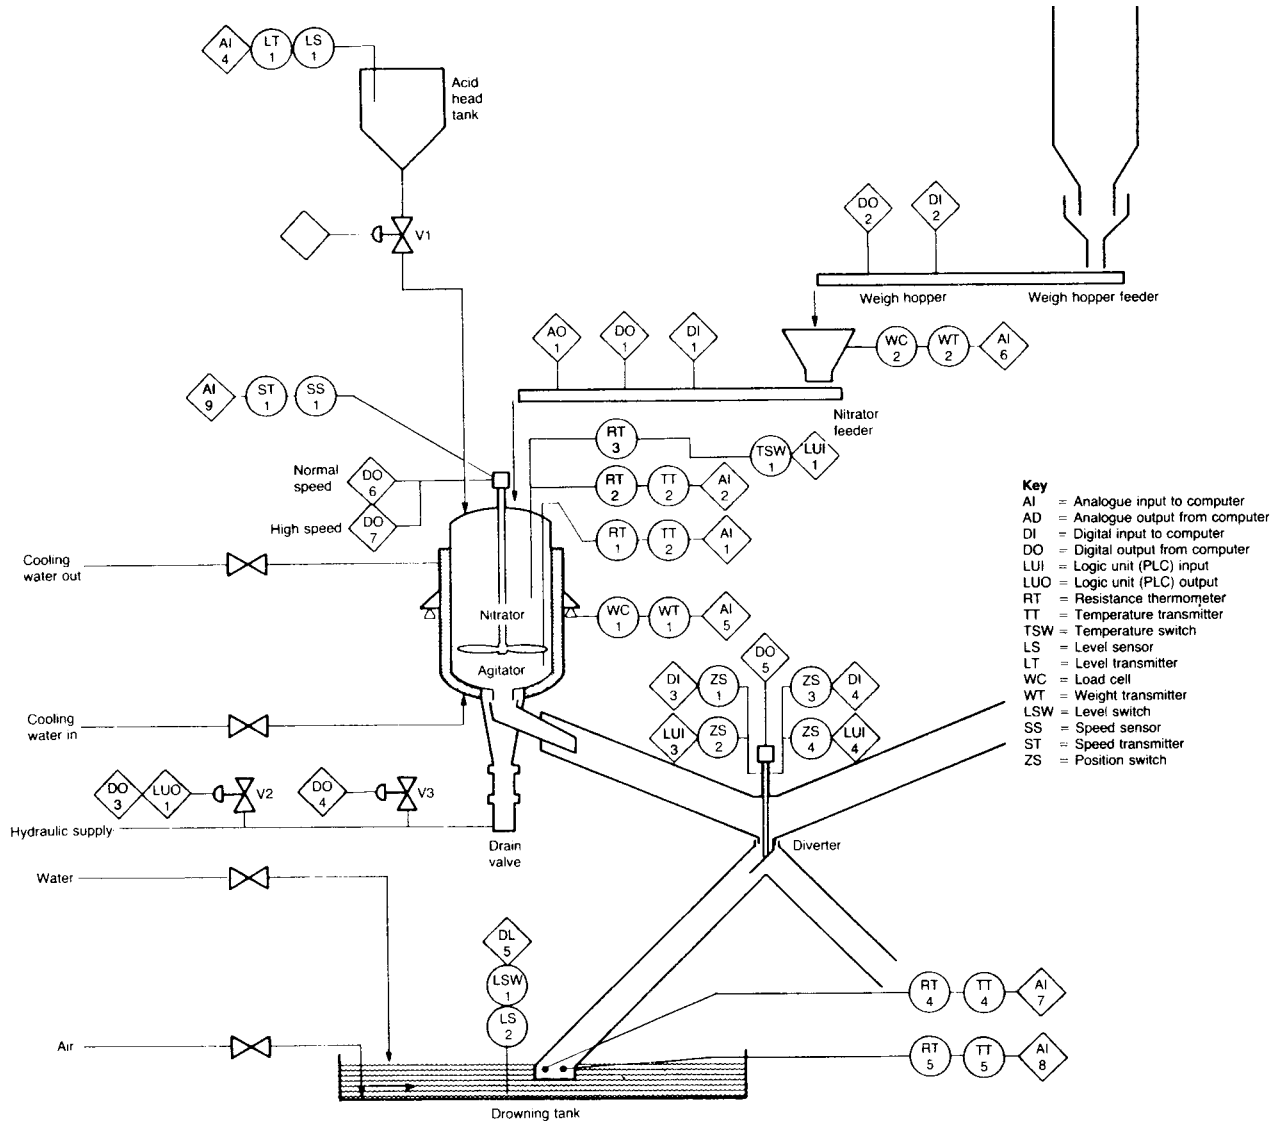 AI
4
LT
1
LS
1
Acid
head
tank
V1
DO
2
DI
2
Weigh hopper
Weigh hopper feeder
AO
1
DO
1
DI
1
WC
2
WT
2
AI
6
Nitrator
feeder
AI
9
ST
1
SS
1
RT
3
TSW
1
LUI
1
Normal
speed
DO
6
High speed
DO
7
RT
2
TT
2
AI
2
RT
1
TT
2
AI
1
Cooling
water out
Nitrator
WC
1
WT
1
AI
5
Agitator
DO
5
DI
3
ZS
1
ZS
3
DI
4
LUI
3
ZS
2
ZS
4
LUI
4
Cooling
water in
DO
3
LUO
1
V2
DO
4
V3
Hydraulic supply
Drain
valve
Diverter
Water
DL
5
LSW
1
LS
2
RT
4
TT
4
AI
7
Air
RT
5
TT
5
AI
8
Drowning tank
Key
AI = Analogue input to computer
AD = Analogue output from computer
DI = Digital input to computer
DO = Digital output from computer
LUI = Logic unit (PLC) input
LUO = Logic unit (PLC) output
RT = Resistance thermometer
TT = Temperature transmitter
TSW = Temperature switch
LS = Level sensor
LT = Level transmitter
WC = Load cell
WT = Weight transmitter
LSW = Level switch
SS = Speed sensor
ST = Speed transmitter
ZS = Position switch